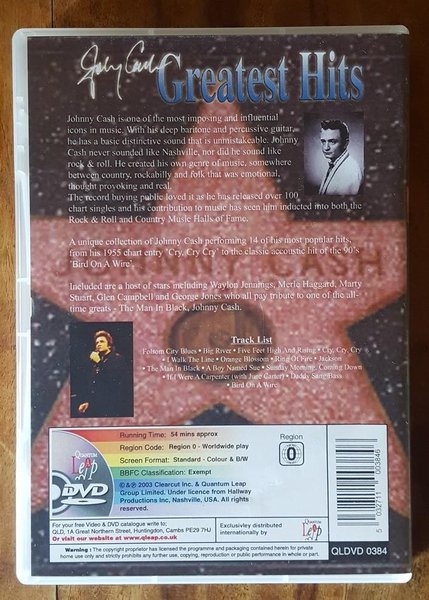 Johnny Cash
Greatest Hits
Johnny Cash is one of the most imposing and influential
icons in music. With his deep baritone and percussive guitar,
he has a basic distinctive sound that is unmistakeable. Johnny
Cash never sounded like Nashville, nor did he sound like
rock & roll. He created his own genre of music, somewhere
between country, rockabilly and folk that was emotional,
thought provoking and real.
The record buying public loved it as he has released over 100
chart singles and his contribution to music has seen him inducted into both the
Rock & Roll and Country Music Halls of Fame.
A unique collection of Johnny Cash performing 14 of his most popular hits,
from his 1955 chart entry 'Cry, Cry Cry' to the classic accoustic hit of the 90's
'Bird On A Wire'.
Included are a host of stars including Waylon Jennings, Merle Haggard, Marty
Stuart, Glen Campbell and George Jones who all pay tribute to one of the all-
time greats - The Man In Black, Johnny Cash.
CASH
Track List
Folsom City Blues • Big River • Five Feet High And Rising • Cry, Cry, Cry
• I Walk The Line • Orange Blossom • Ring Of Fire • Jackson
• The Man In Black • A Boy Named Sue • Sunday Morning, Coming Down
• If I Were A Carpenter (with June Carter) • Daddy Sang Bass
• Bird On A Wire
QUANTUM
Leap
DVD
Running Time: 54 mins approx
Region Code: Region 0 - Worldwide play
Screen Format: Standard - Colour & B/W
BBFC Classification: Exempt
©&℗ 2003 Clearcut Inc. & Quantum Leap
Group Limited. Under licence from Hallway
Productions Inc, Nashville, USA. All rights
reserved.
Region
0
5 032711 003846
For your free Video & DVD catalogue write to;
QLD, 1A Great Northern Street, Huntingdon, Cambs PE29 7HJ
Or visit our website at www.qleap.co.uk
Exclusivley distributed
internationally by
QUANTUM
Leap
Warning : The copyright proprietor has licensed the programme and packaging contained herein for private
home use only and strictly prohibits any further use, copying, reproduction or public performance in whole or part.
QLDVD 0384